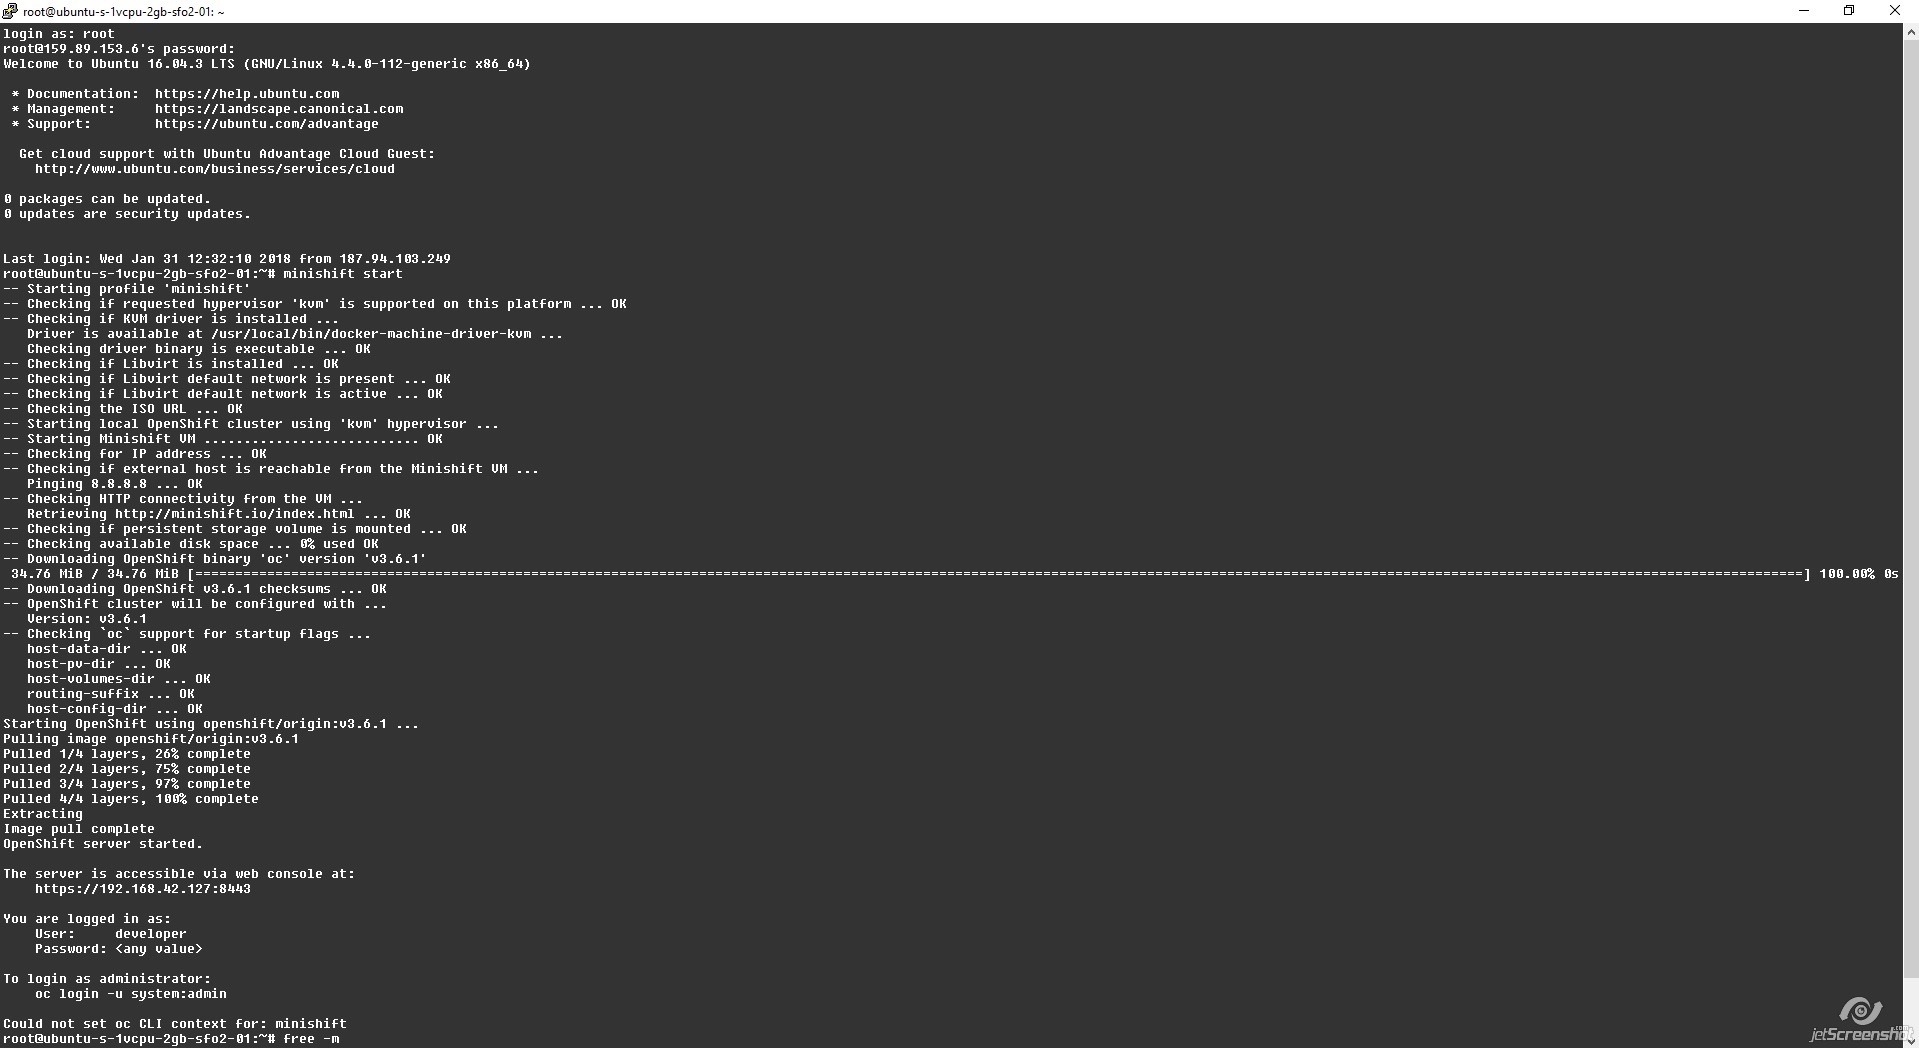 root@ubuntu-s-1vcpu-2gb-sfo2-01: ~
login as: root
root@159.89.153.6's password:
Welcome to Ubuntu 16.04.3 LTS (GNU/Linux 4.4.0-112-generic x86_64)
* Documentation:  https://help.ubuntu.com
* Management:     https://landscape.canonical.com
* Support:        https://ubuntu.com/advantage
Get cloud support with Ubuntu Advantage Cloud Guest:
http://www.ubuntu.com/business/services/cloud
0 packages can be updated.
0 updates are security updates.
Last login: Wed Jan 31 12:32:10 2018 from 187.94.103.249
root@ubuntu-s-1vcpu-2gb-sfo2-01:~# minishift start
-- Starting profile 'minishift'
-- Checking if requested hypervisor 'kvm' is supported on this platform ... OK
-- Checking if KVM driver is installed ...
Driver is available at /usr/local/bin/docker-machine-driver-kvm ...
Checking driver binary is executable ... OK
-- Checking if Libvirt is installed ... OK
-- Checking if Libvirt default network is present ... OK
-- Checking if Libvirt default network is active ... OK
-- Checking the ISO URL ... OK
-- Starting local OpenShift cluster using 'kvm' hypervisor ...
-- Starting Minishift VM ........................... OK
-- Checking for IP address ... OK
-- Checking if external host is reachable from the Minishift VM ...
Pinging 8.8.8.8 ... OK
-- Checking HTTP connectivity from the VM ...
Retrieving http://minishift.io/index.html ... OK
-- Checking if persistent storage volume is mounted ... OK
-- Checking available disk space ... 0% used OK
-- Downloading OpenShift binary 'oc' version 'v3.6.1'
34.76 MiB / 34.76 MiB [=========================================================================================================================================================================================================] 100.00% 0s
-- Downloading OpenShift v3.6.1 checksums ... OK
-- OpenShift cluster will be configured with ...
Version: v3.6.1
-- Checking `oc` support for startup flags ...
host-data-dir ... OK
host-pv-dir ... OK
host-volumes-dir ... OK
routing-suffix ... OK
host-config-dir ... OK
Starting OpenShift using openshift/origin:v3.6.1 ...
Pulling image openshift/origin:v3.6.1
Pulled 1/4 layers, 26% complete
Pulled 2/4 layers, 75% complete
Pulled 3/4 layers, 97% complete
Pulled 4/4 layers, 100% complete
Extracting
Image pull complete
OpenShift server started.
The server is accessible via web console at:
https://192.168.42.127:8443
You are logged in as:
User:     developer
Password: <any value>
To login as administrator:
oc login -u system:admin
Could not set oc CLI context for: minishift
root@ubuntu-s-1vcpu-2gb-sfo2-01:~# free -m
jetScreenshot